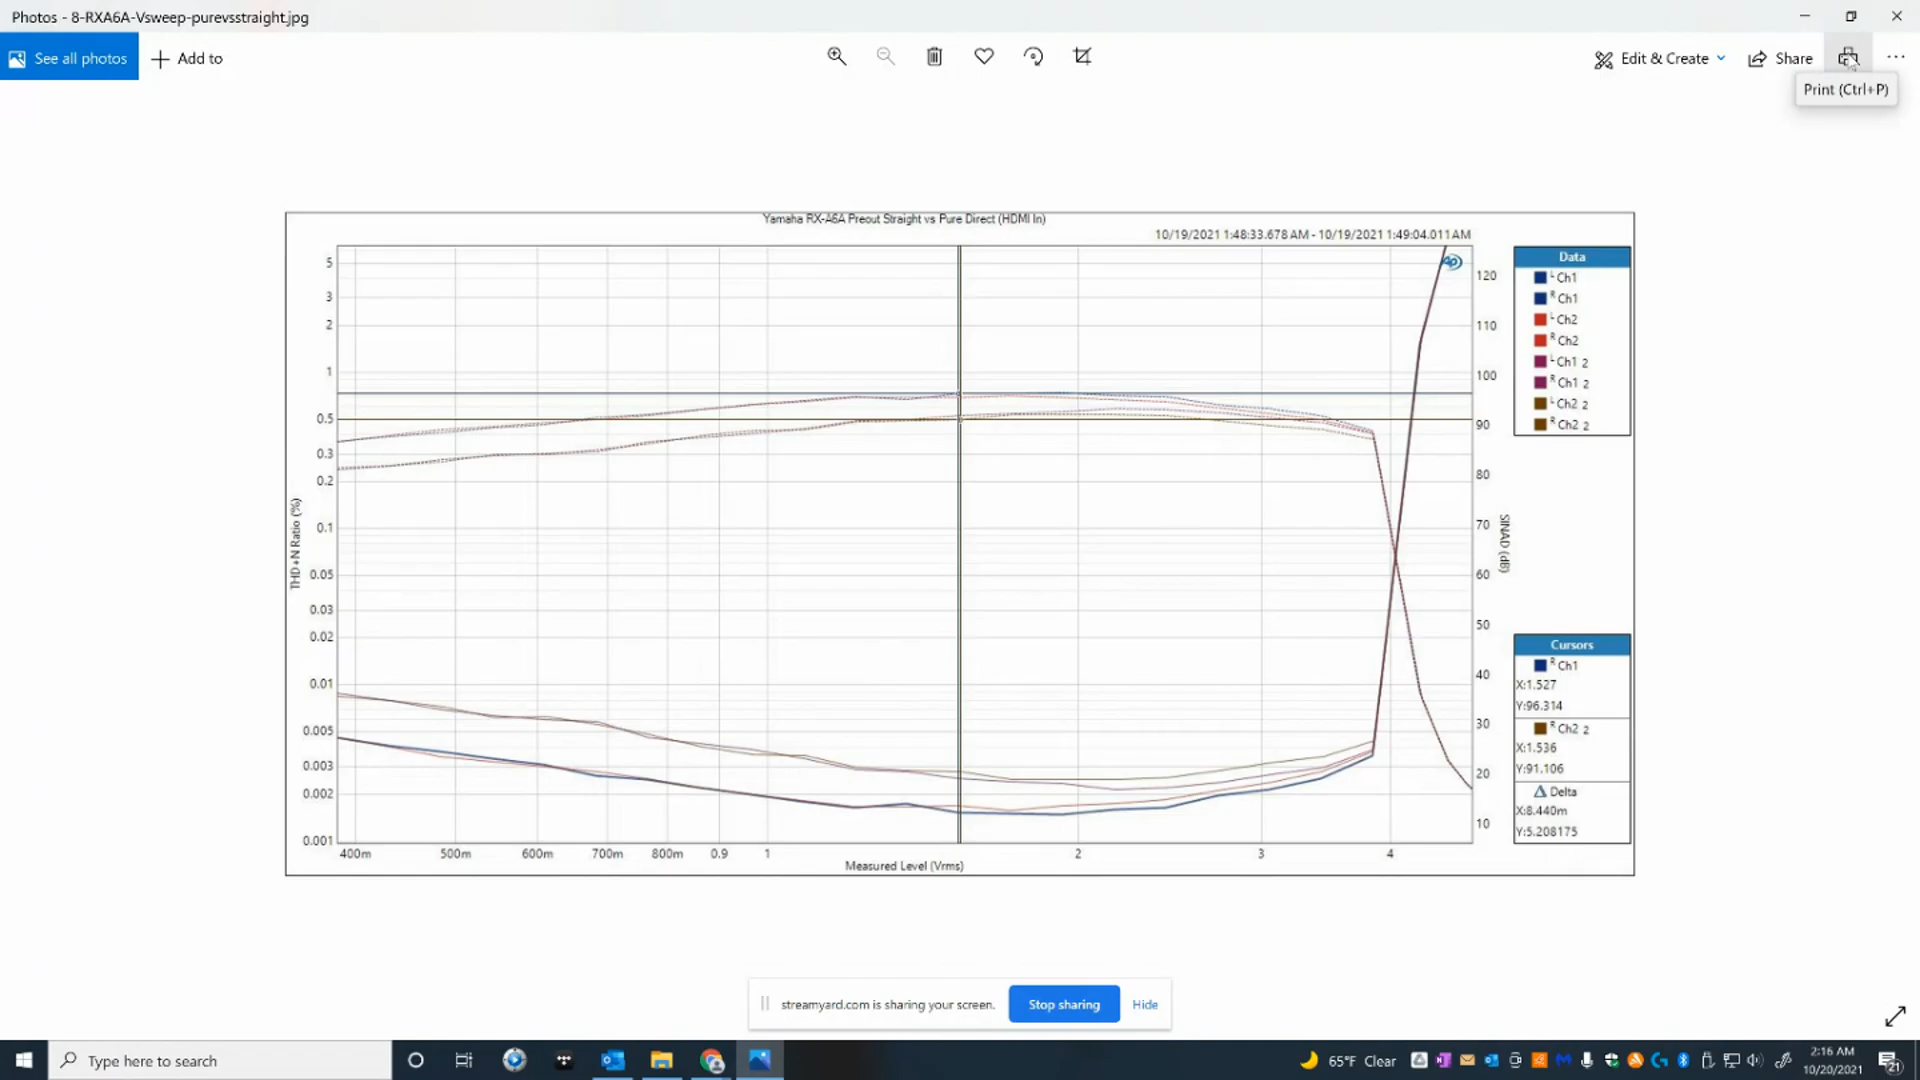 Photos - 8-RXA6A-Vsweep-purevsstraight.jpg
See all photos
Add to
Edit & Create
Share
Print (Ctrl+P)
Yamaha RX-A6A Preout Straight vs Pure Direct (HDMI In)
10/19/2021 1:48:33.678 AM - 10/19/2021 1:49:04.011 AM
THD+N Ratio (%)
5
3
2
1
0.5
0.3
0.2
0.1
0.05
0.03
0.02
0.01
0.005
0.003
0.002
0.001
120
110
100
90
80
70
60
50
40
30
20
10
SINAD (dB)
400m 500m 600m 700m 800m 0.9 1 2 3 4
Measured Level (Vrms)
Data
L Ch1
R Ch1
L Ch2
R Ch2
L Ch1 2
R Ch1 2
L Ch2 2
R Ch2 2
Cursors
R Ch1
X:1.527
Y:96.314
R Ch2 2
X:1.536
Y:91.106
Δ Delta
X:8.440m
Y:5.208175
streamyard.com is sharing your screen.
Stop sharing
Hide
Type here to search
65°F Clear
2:16 AM
10/20/2021
21